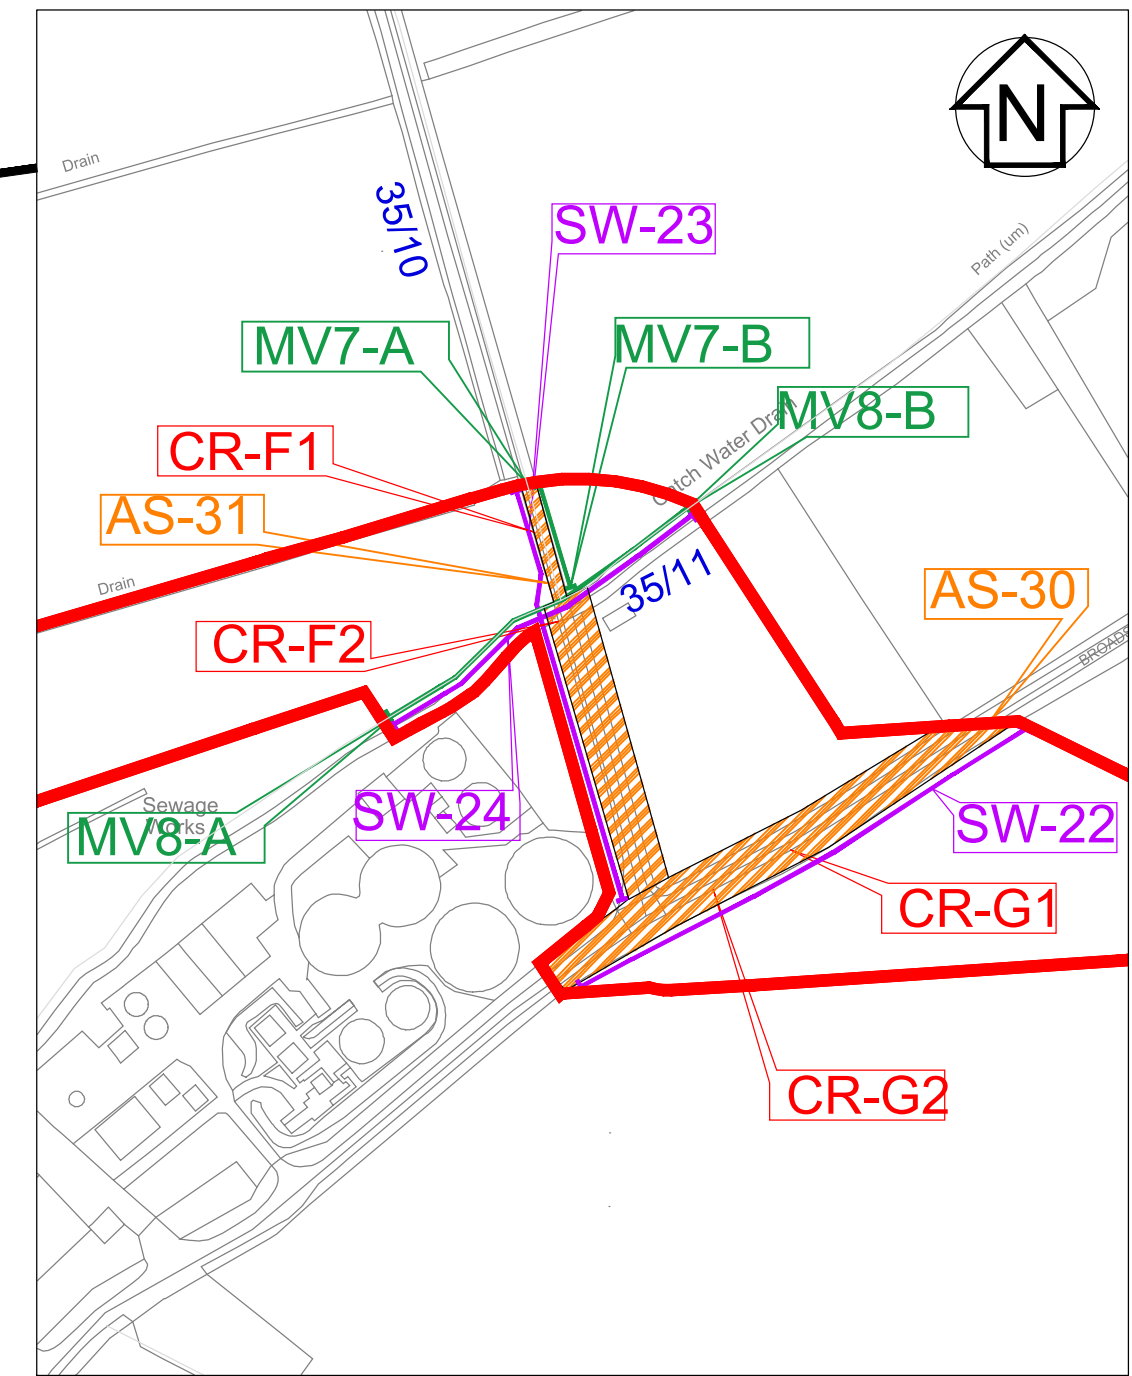 N
Drain
35/10
SW-23
Path (um)
MV7-A
MV7-B
MV8-B
Catch Water Drain
CR-F1
AS-31
35/11
Drain
AS-30
CR-F2
BROADS
Sewage
Works
SW-24
MV8-A
SW-22
CR-G1
CR-G2